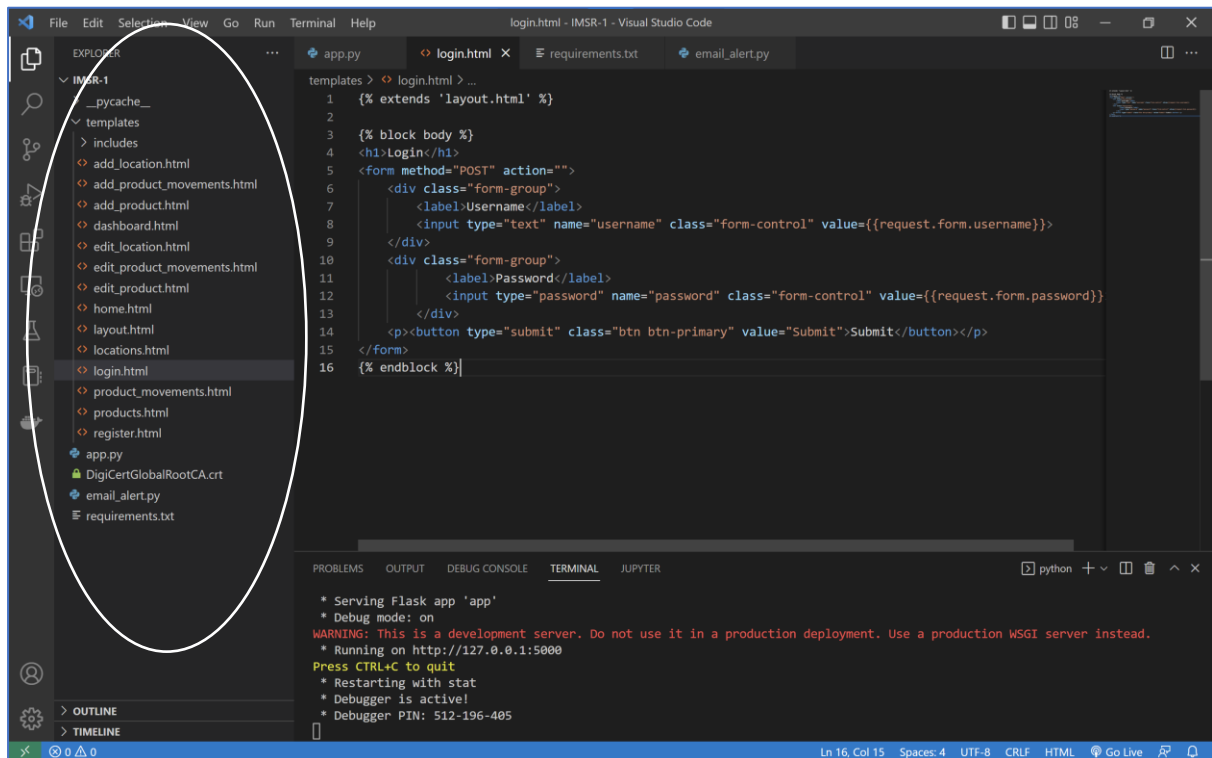 File Edit Selection View Go Run Terminal Help login.html - IMSR-1 - Visual Studio Code
EXPLORER
IMSR-1
__pycache__
templates
includes
add_location.html
add_product_movements.html
add_product.html
dashboard.html
edit_location.html
edit_product_movements.html
edit_product.html
home.html
layout.html
locations.html
login.html
product_movements.html
products.html
register.html
app.py
DigiCertGlobalRootCA.crt
email_alert.py
requirements.txt
OUTLINE
TIMELINE
app.py login.html requirements.txt email_alert.py
templates > login.html > ...
1 {% extends 'layout.html' %}
2
3 {% block body %}
4 <h1>Login</h1>
5 <form method="POST" action="">
6 <div class="form-group">
7 <label>Username</label>
8 <input type="text" name="username" class="form-control" value={{request.form.username}}>
9 </div>
10 <div class="form-group">
11 <label>Password</label>
12 <input type="password" name="password" class="form-control" value={{request.form.password}}
13 </div>
14 <p><button type="submit" class="btn btn-primary" value="Submit">Submit</button></p>
15 </form>
16 {% endblock %}
PROBLEMS OUTPUT DEBUG CONSOLE TERMINAL JUPYTER python
* Serving Flask app 'app'
* Debug mode: on
WARNING: This is a development server. Do not use it in a production deployment. Use a production WSGI server instead.
* Running on http://127.0.0.1:5000
Press CTRL+C to quit
* Restarting with stat
* Debugger is active!
* Debugger PIN: 512-196-405
0 0 Ln 16, Col 15 Spaces: 4 UTF-8 CRLF HTML Go Live